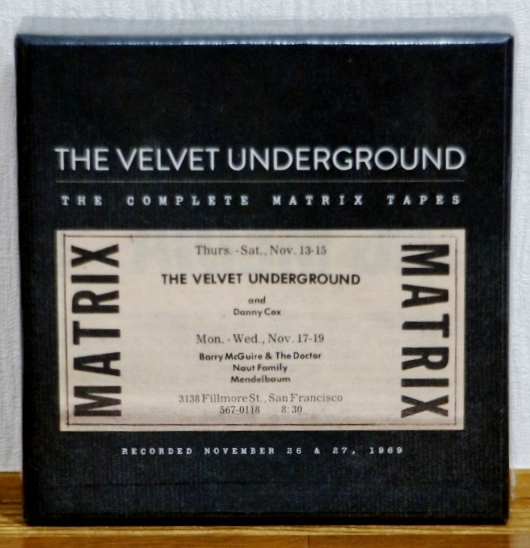 THE VELVET UNDERGROUND
THE COMPLETE MATRIX TAPES
MATRIX
Thurs. - Sat., Nov. 13-15
THE VELVET UNDERGROUND
and
Danny Cox
Mon. - Wed., Nov. 17-19
Barry McGuire & The Doctor
Naut Family
Mendelbaum
3138 Fillmore St., San Francisco
567-0118 8:30
MATRIX
RECORDED NOVEMBER 26 & 27, 1969